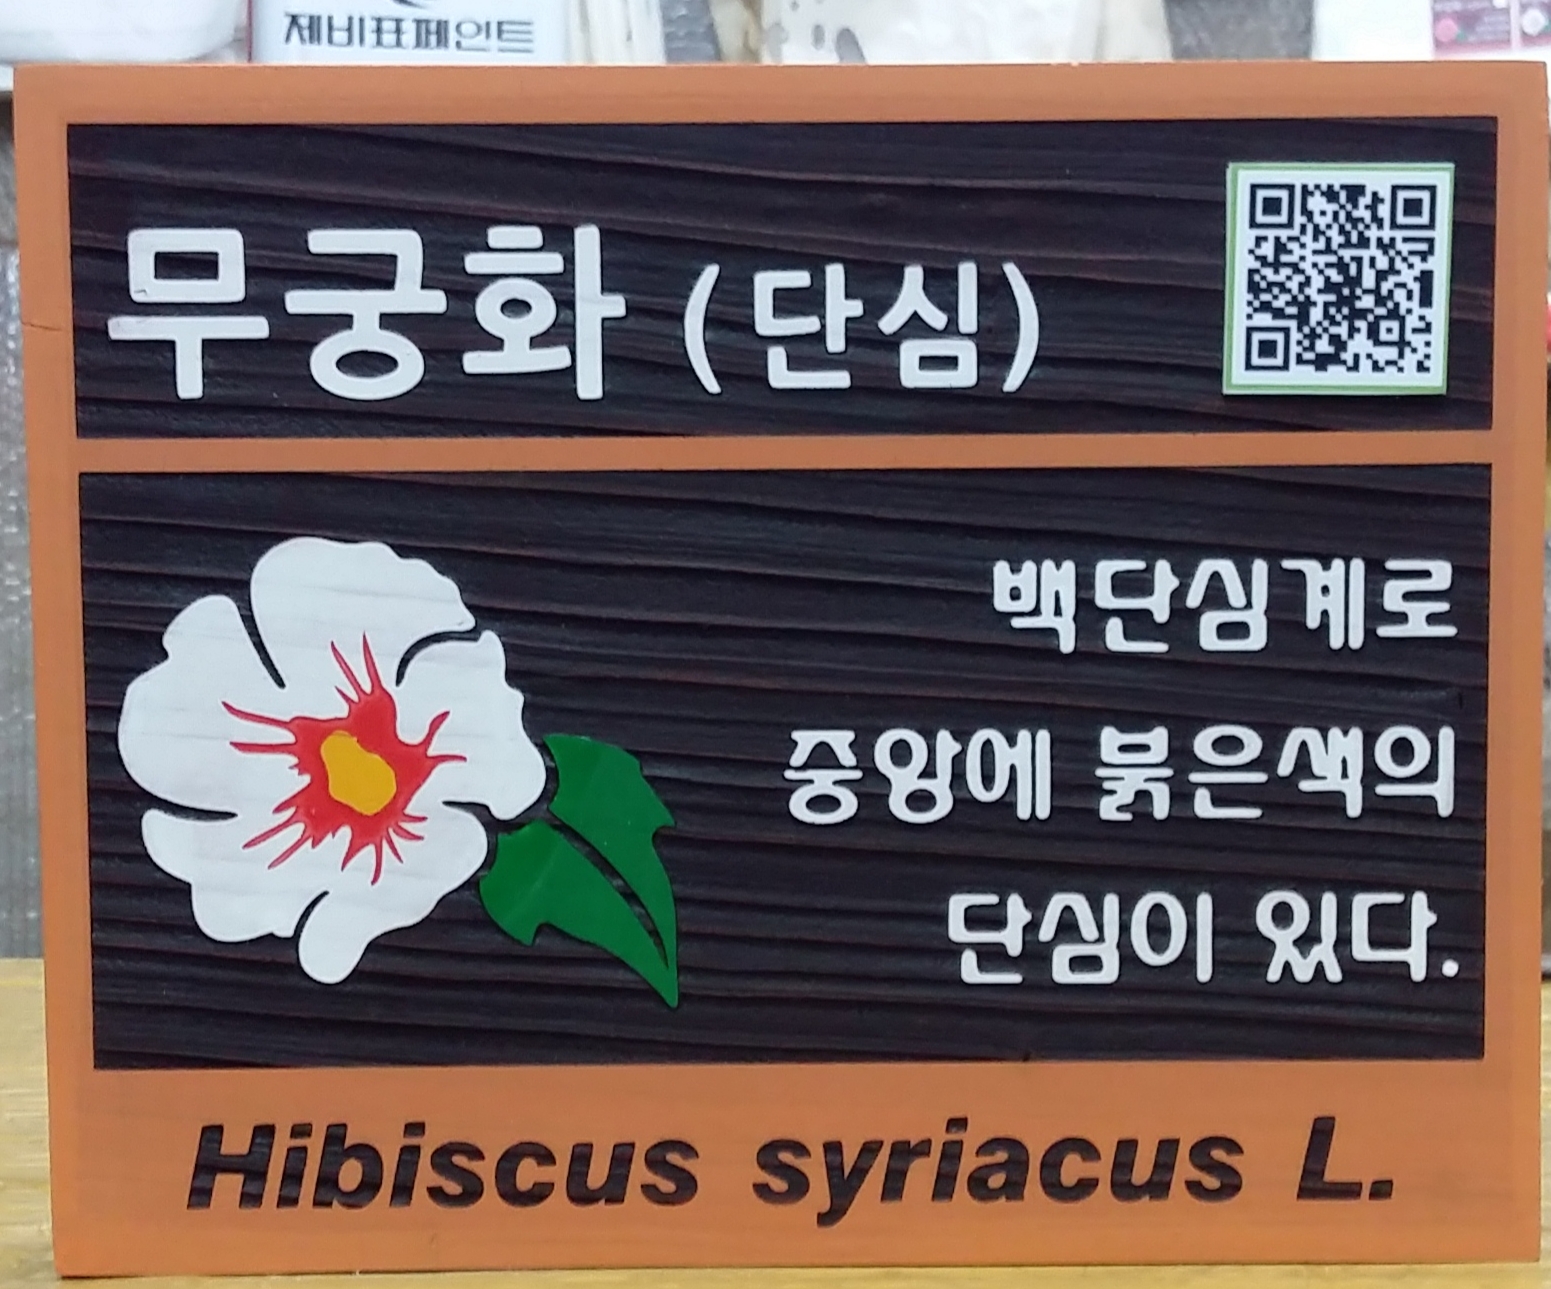 제비표페인트
무궁화 (단심)
백단심계로
중앙에 붉은색의
단심이 있다.
Hibiscus syriacus L.